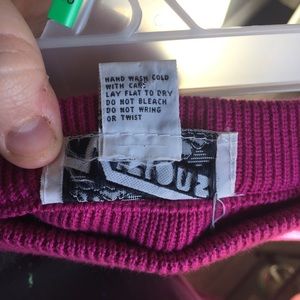 HAND WASH COLD
WITH CARE
LAY FLAT TO DRY
DO NOT BLEACH
DO NOT WRING
OR TWIST